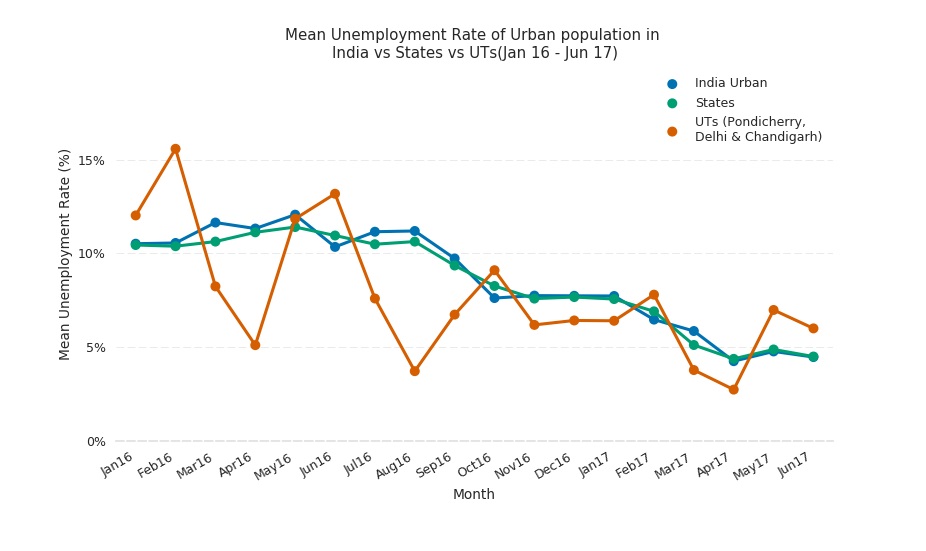 Mean Unemployment Rate of Urban population in
India vs States vs UTs(Jan 16 - Jun 17)
India Urban
States
UTs (Pondicherry,
Delhi & Chandigarh)
Mean Unemployment Rate (%)
15%
10%
5%
0%
Jan16
Feb16
Mar16
Apr16
May16
Jun16
Jul16
Aug16
Sep16
Oct16
Nov16
Dec16
Jan17
Feb17
Mar17
Apr17
May17
Jun17
Month